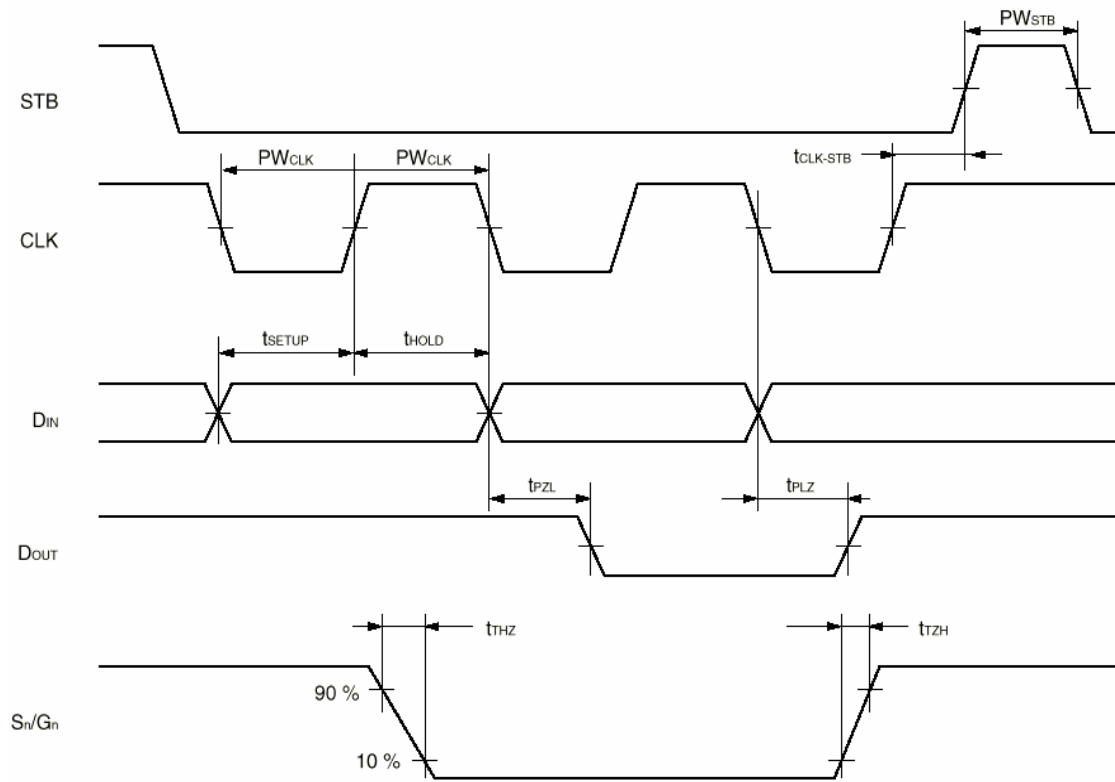 PWSTB
STB
tCLK-STB
PWCLK PWCLK
CLK
tSETUP tHOLD
DIN
tPZL tPLZ
DOUT
tTHZ tTZH
90 %
Sn/Gn
10 %